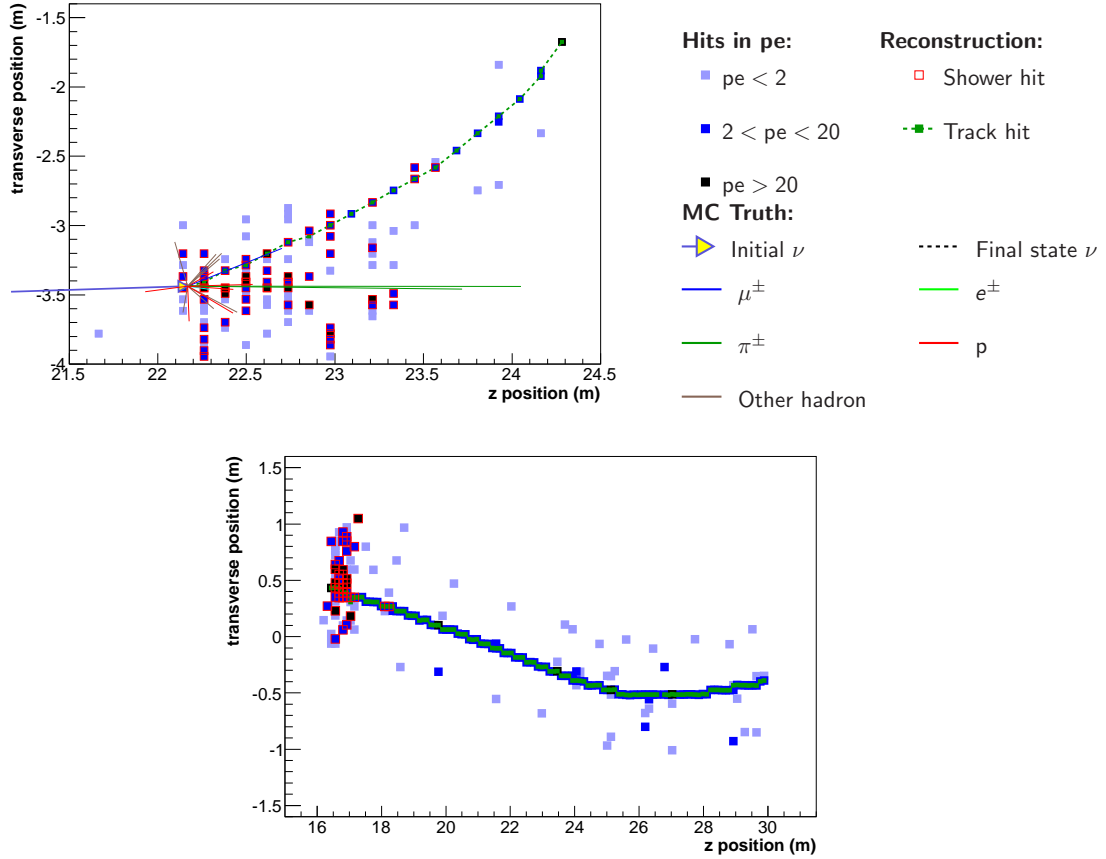 transverse position (m)
-1.5
-2
-2.5
-3
-3.5
-4
21.5 22 22.5 23 23.5 24 24.5
z position (m)
Hits in pe:
pe < 2
2 < pe < 20
pe > 20
Reconstruction:
Shower hit
Track hit
MC Truth:
Initial ν
Final state ν
μ±
e±
π±
p
Other hadron
transverse position (m)
1.5
1
0.5
0
-0.5
-1
-1.5
16 18 20 22 24 26 28 30
z position (m)